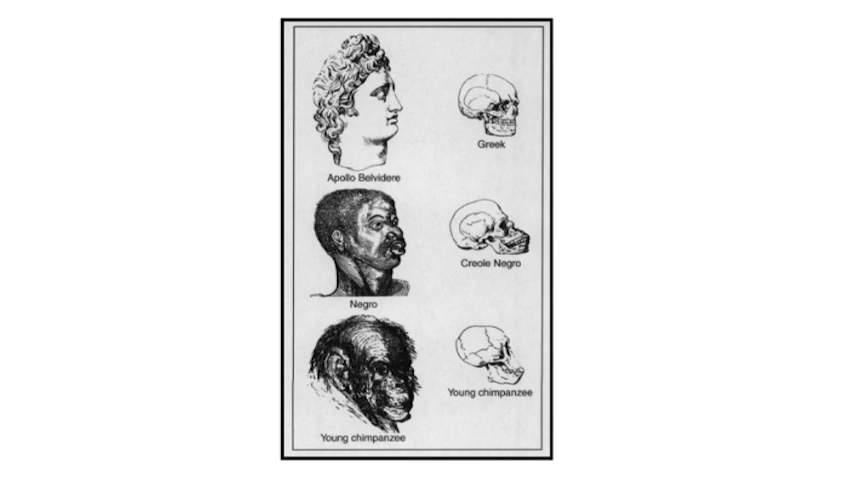 Apollo Belvidere
Greek
Negro
Creole Negro
Young chimpanzee
Young chimpanzee